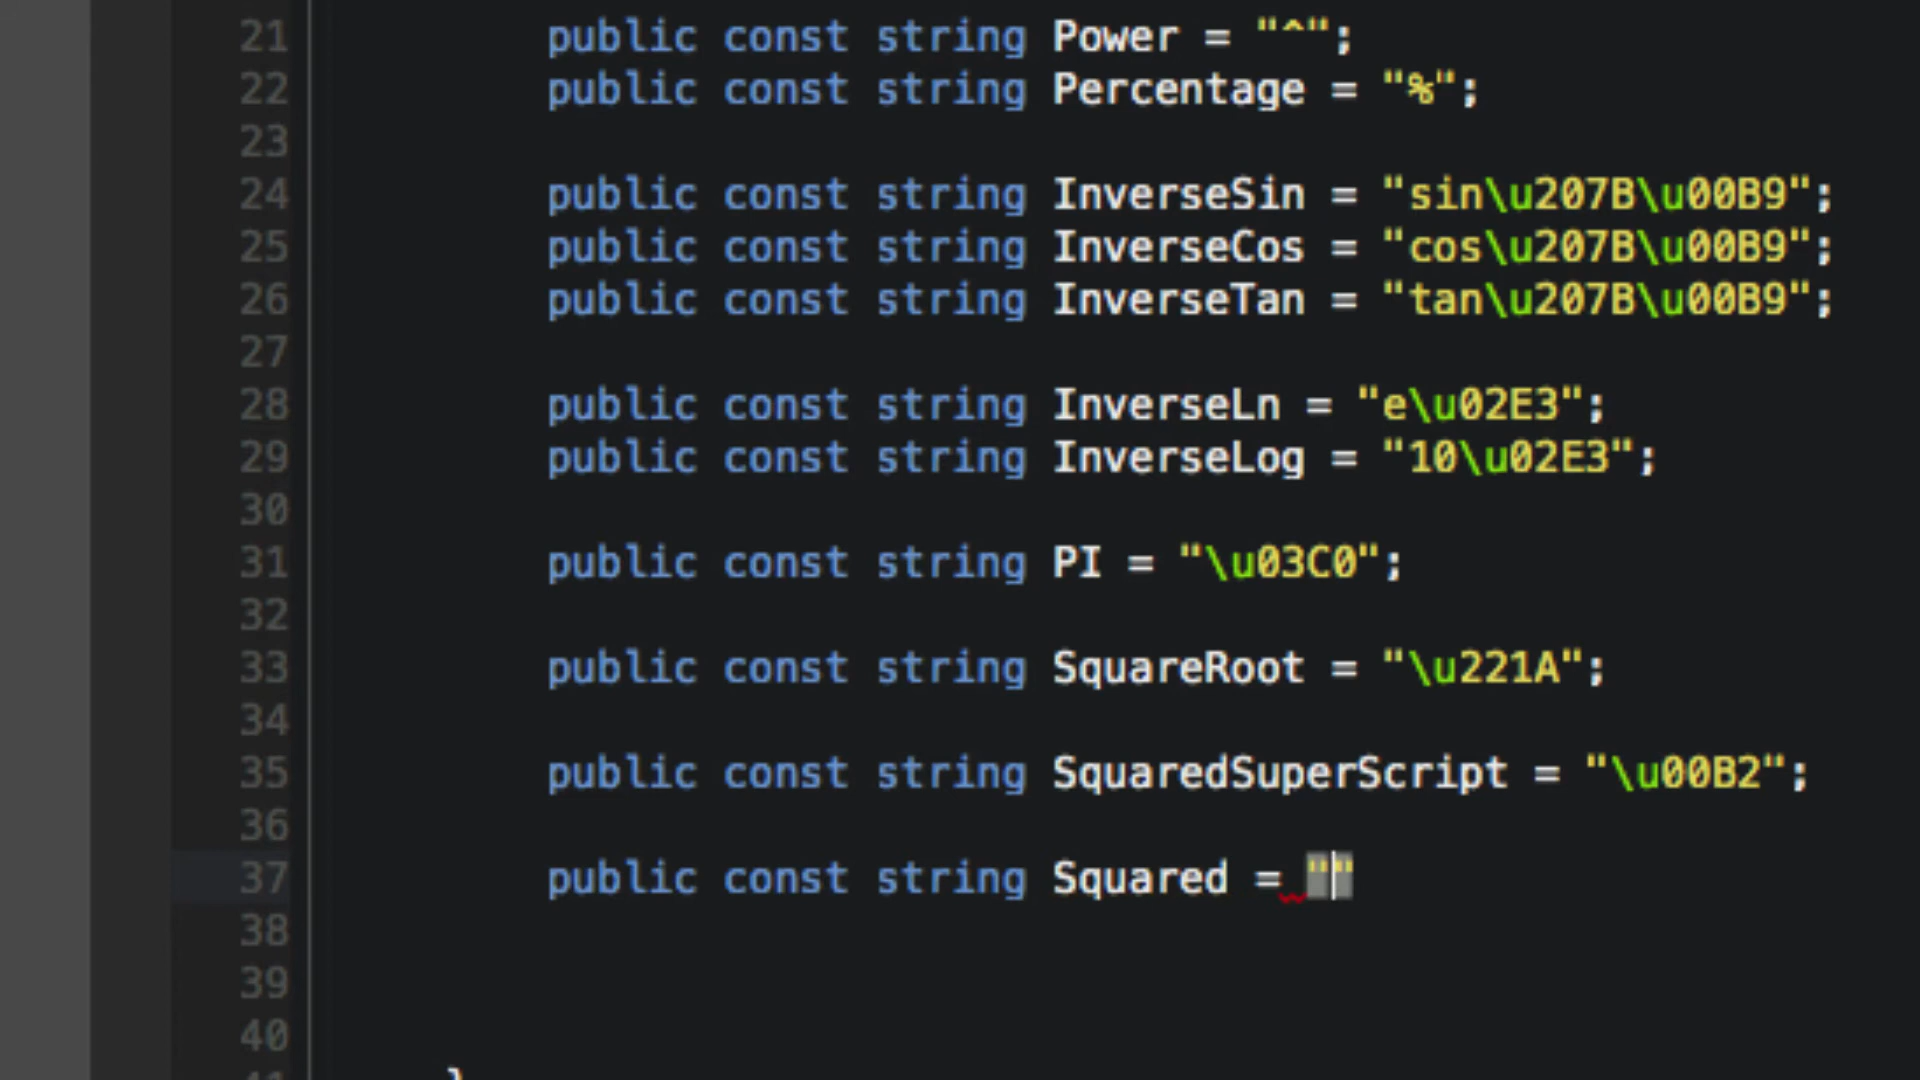 21 public const string Power = "^";
22 public const string Percentage = "%";
23
24 public const string InverseSin = "sin\u207B\u00B9";
25 public const string InverseCos = "cos\u207B\u00B9";
26 public const string InverseTan = "tan\u207B\u00B9";
27
28 public const string InverseLn = "e\u02E3";
29 public const string InverseLog = "10\u02E3";
30
31 public const string PI = "\u03C0";
32
33 public const string SquareRoot = "\u221A";
34
35 public const string SquaredSuperScript = "\u00B2";
36
37 public const string Squared = ""
38
39
40
41 }